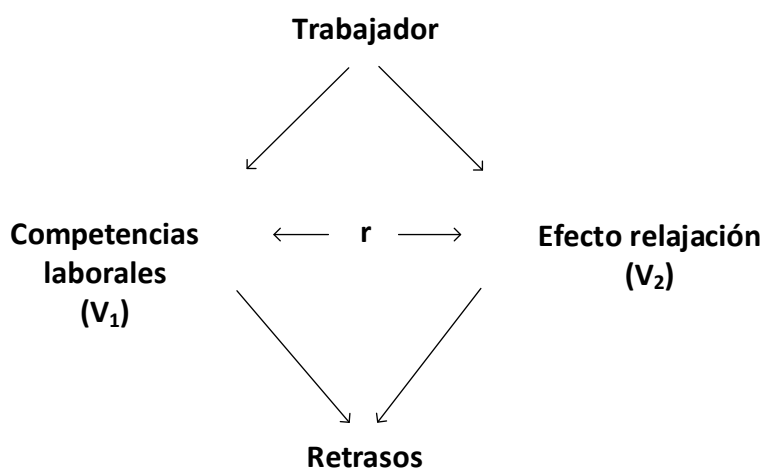 Trabajador
Competencias
laborales
(V₁)
r
Efecto relajación
(V₂)
Retrasos